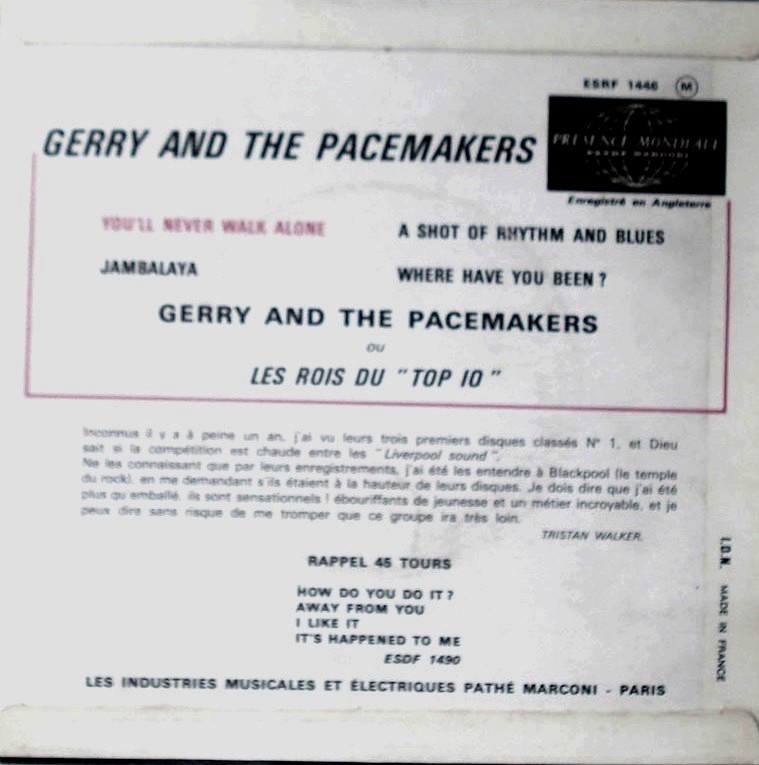 ESRF 1446 M
GERRY AND THE PACEMAKERS
PRÉSENCE MONDIALE
PATHÉ MARCONI
Enregistré en Angleterre
YOU'LL NEVER WALK ALONE
A SHOT OF RHYTHM AND BLUES
JAMBALAYA
WHERE HAVE YOU BEEN ?
GERRY AND THE PACEMAKERS
ou
LES ROIS DU " TOP 10 "
Inconnus il y a à peine un an, j'ai vu leurs trois premiers disques classés N° 1, et Dieu
sait si la compétition est chaude entre les " Liverpool sound ".
Ne les connaissant que par leurs enregistrements, j'ai été les entendre à Blackpool (le temple
du rock), en me demandant s'ils étaient à la hauteur de leurs disques. Je dois dire que j'ai été
plus qu'emballé, ils sont sensationnels ! ébouriffants de jeunesse et un métier incroyable, et je
peux dire sans risque de me tromper que ce groupe ira très loin.
TRISTAN WALKER.
RAPPEL 45 TOURS
HOW DO YOU DO IT ?
AWAY FROM YOU
I LIKE IT
IT'S HAPPENED TO ME
ESDF 1490
LES INDUSTRIES MUSICALES ET ÉLECTRIQUES PATHÉ MARCONI - PARIS
I.D.N. MADE IN FRANCE